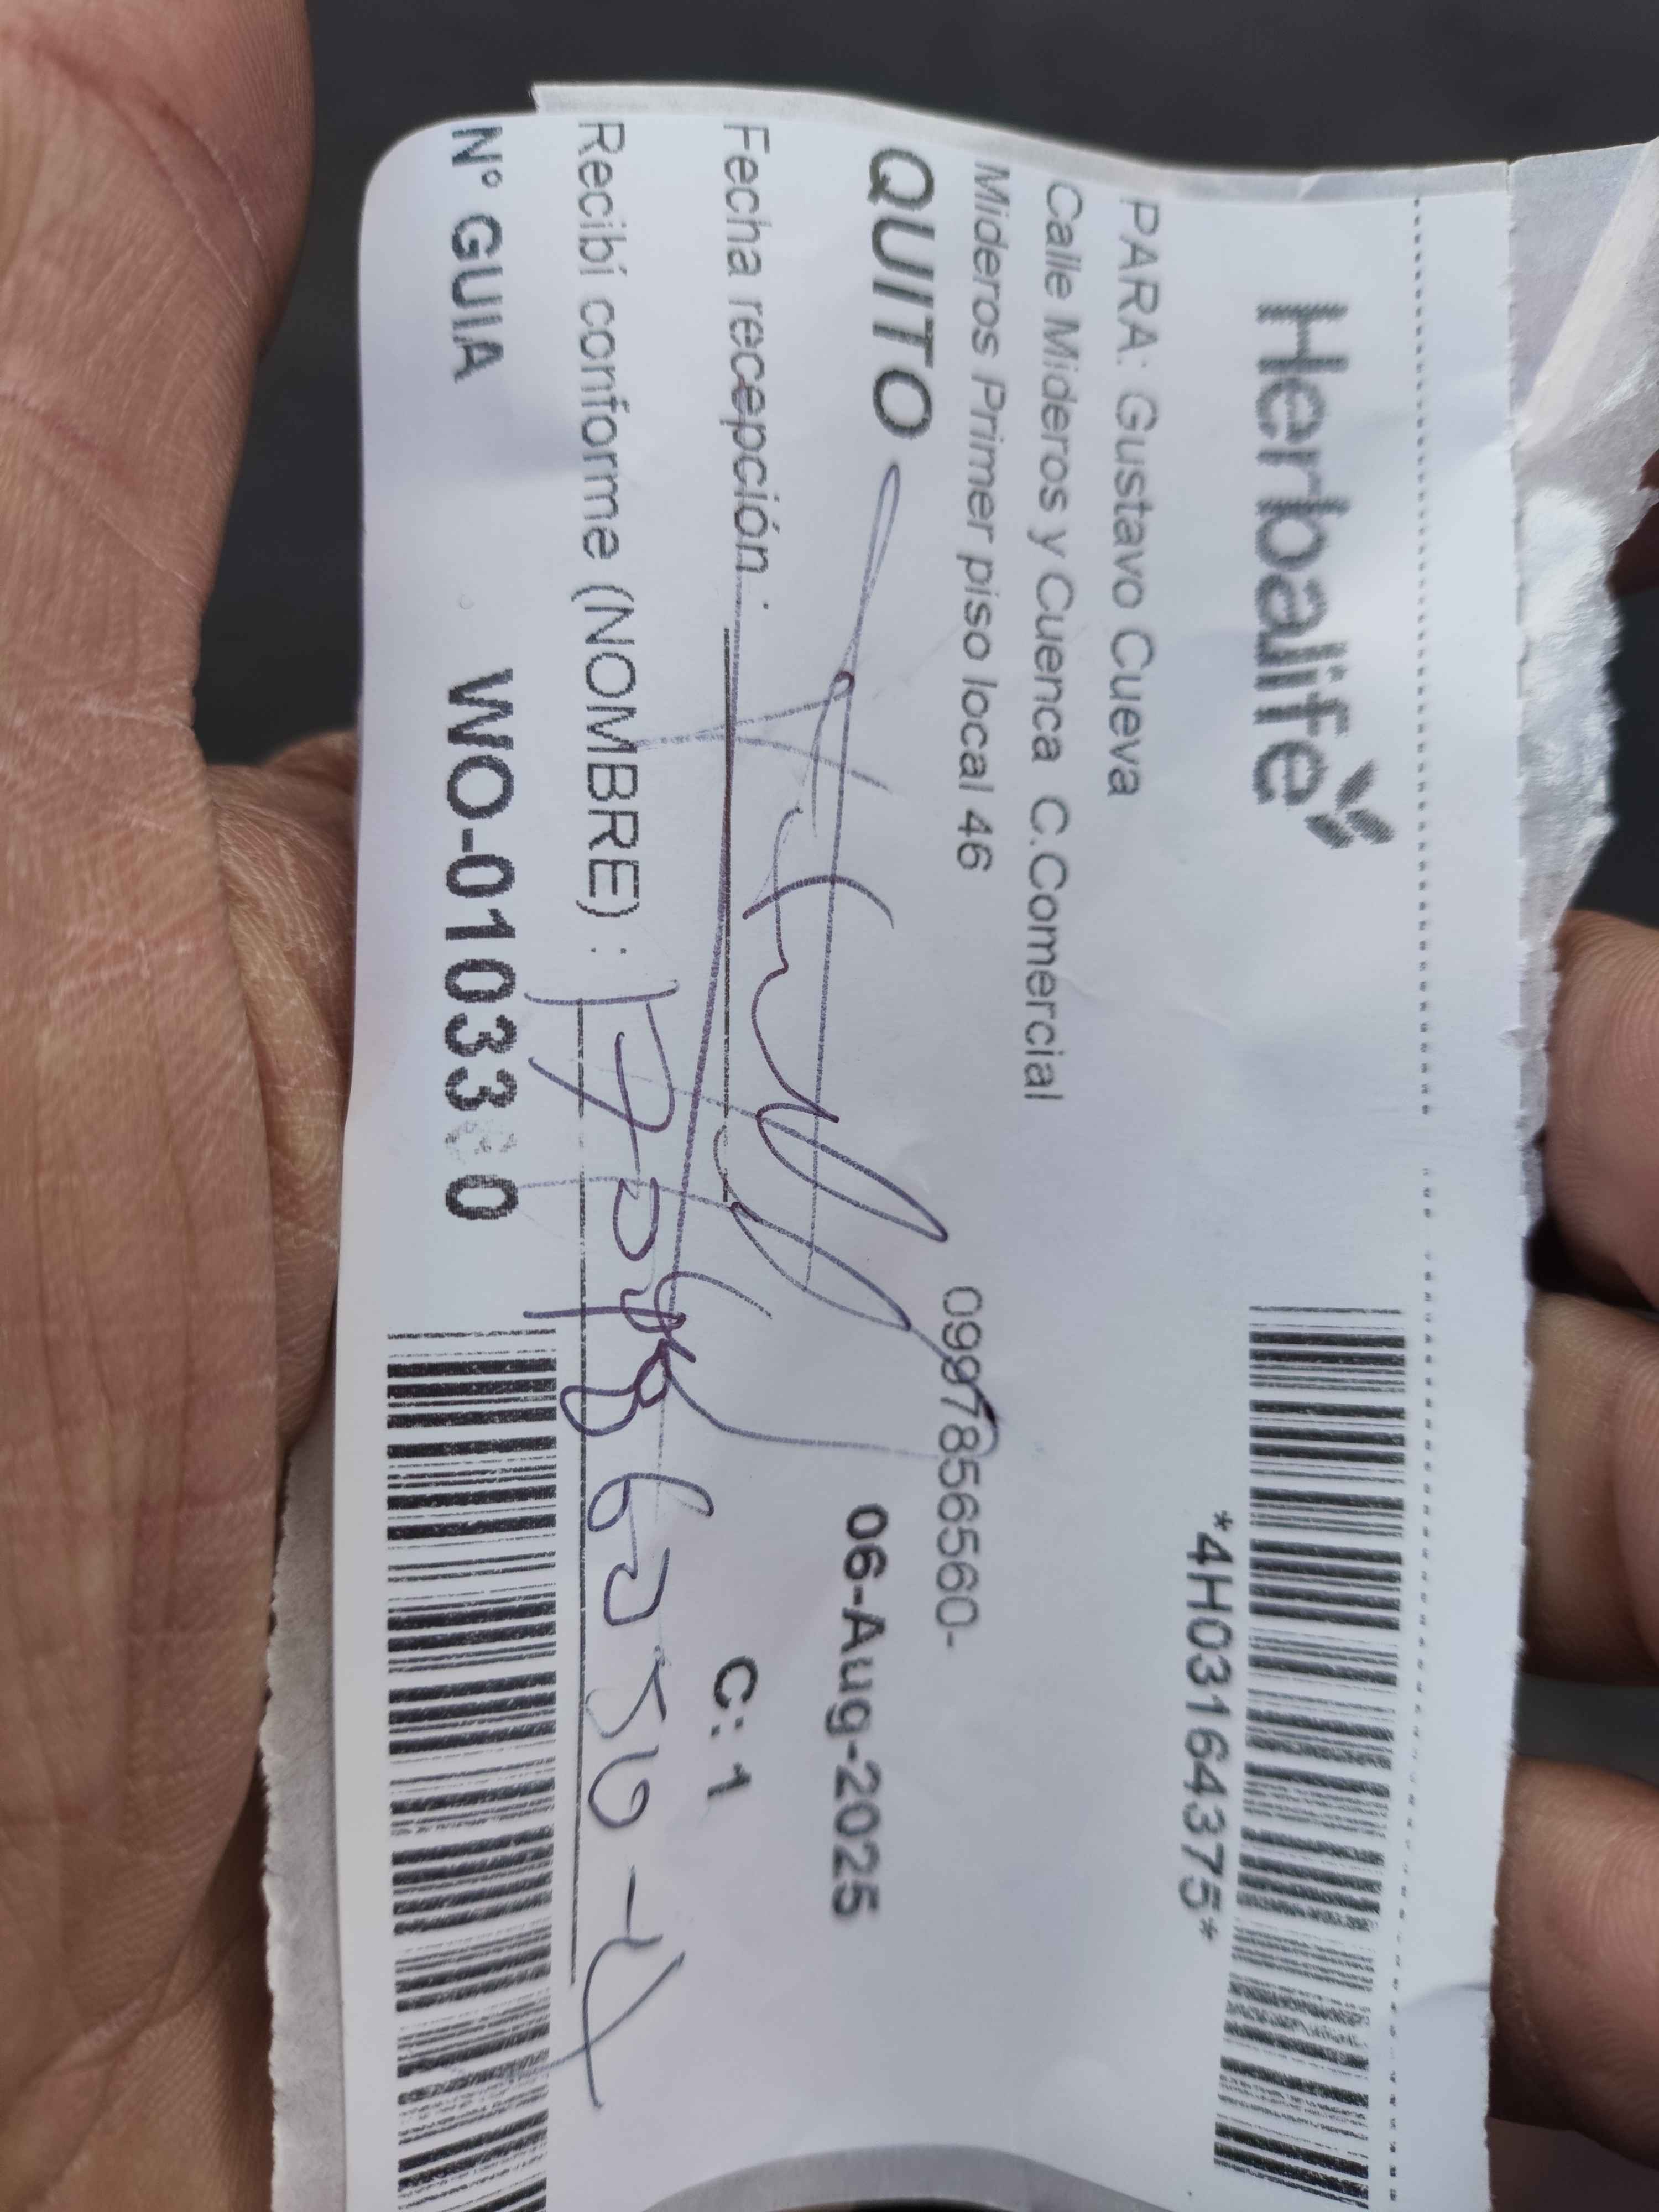 Herbalife
*4H03164375*
PARA: Gustavo Cueva
Calle Mideros y Cuenca C.Comercial
Mideros Primer piso local 46
0997856560-
QUITO
06-Aug-2025
Fecha recepción :
C: 1
Recibí conforme (NOMBRE) :
N° GUIA